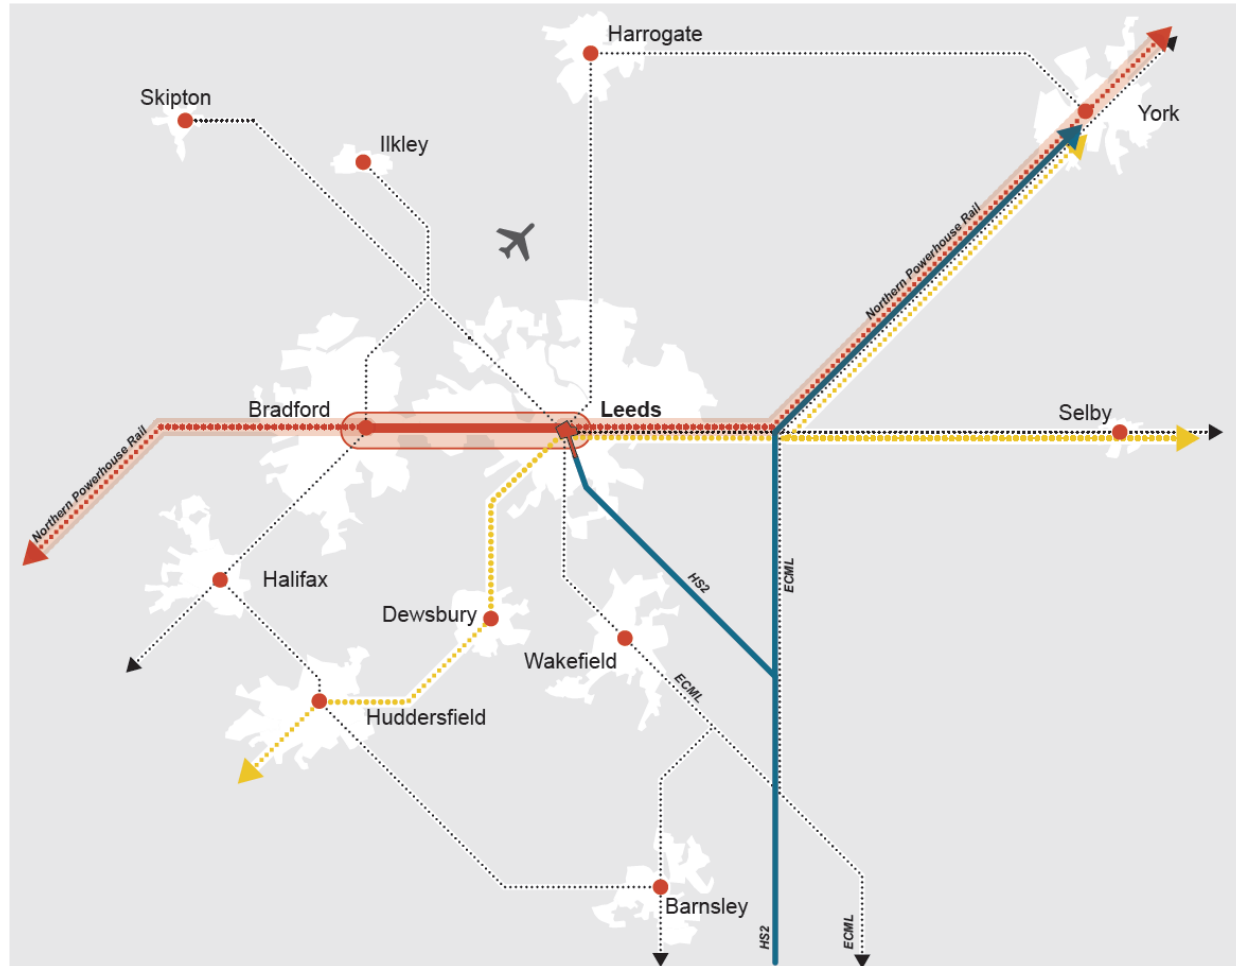 Harrogate
Skipton
York
Ilkley
Northern Powerhouse Rail
Bradford
Leeds
Selby
Northern Powerhouse Rail
HS2
ECML
Halifax
Dewsbury
Wakefield
ECML
Huddersfield
Barnsley
HS2
ECML